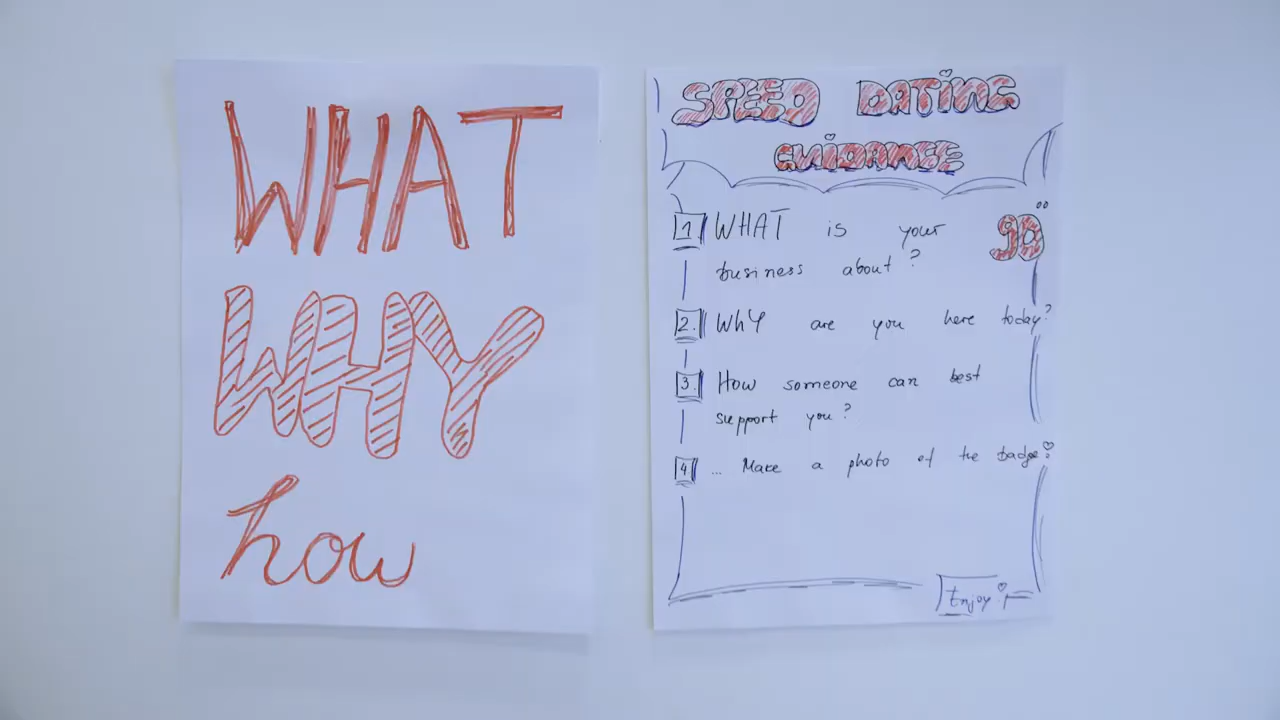 WHAT
WHY
how
SPEED DATING
GUIDANCE
1. WHAT is your
business about?
90"
2. WhY are you here today?
3. How someone can best
support you?
4. ... Make a photo of the badge!
Enjoy!